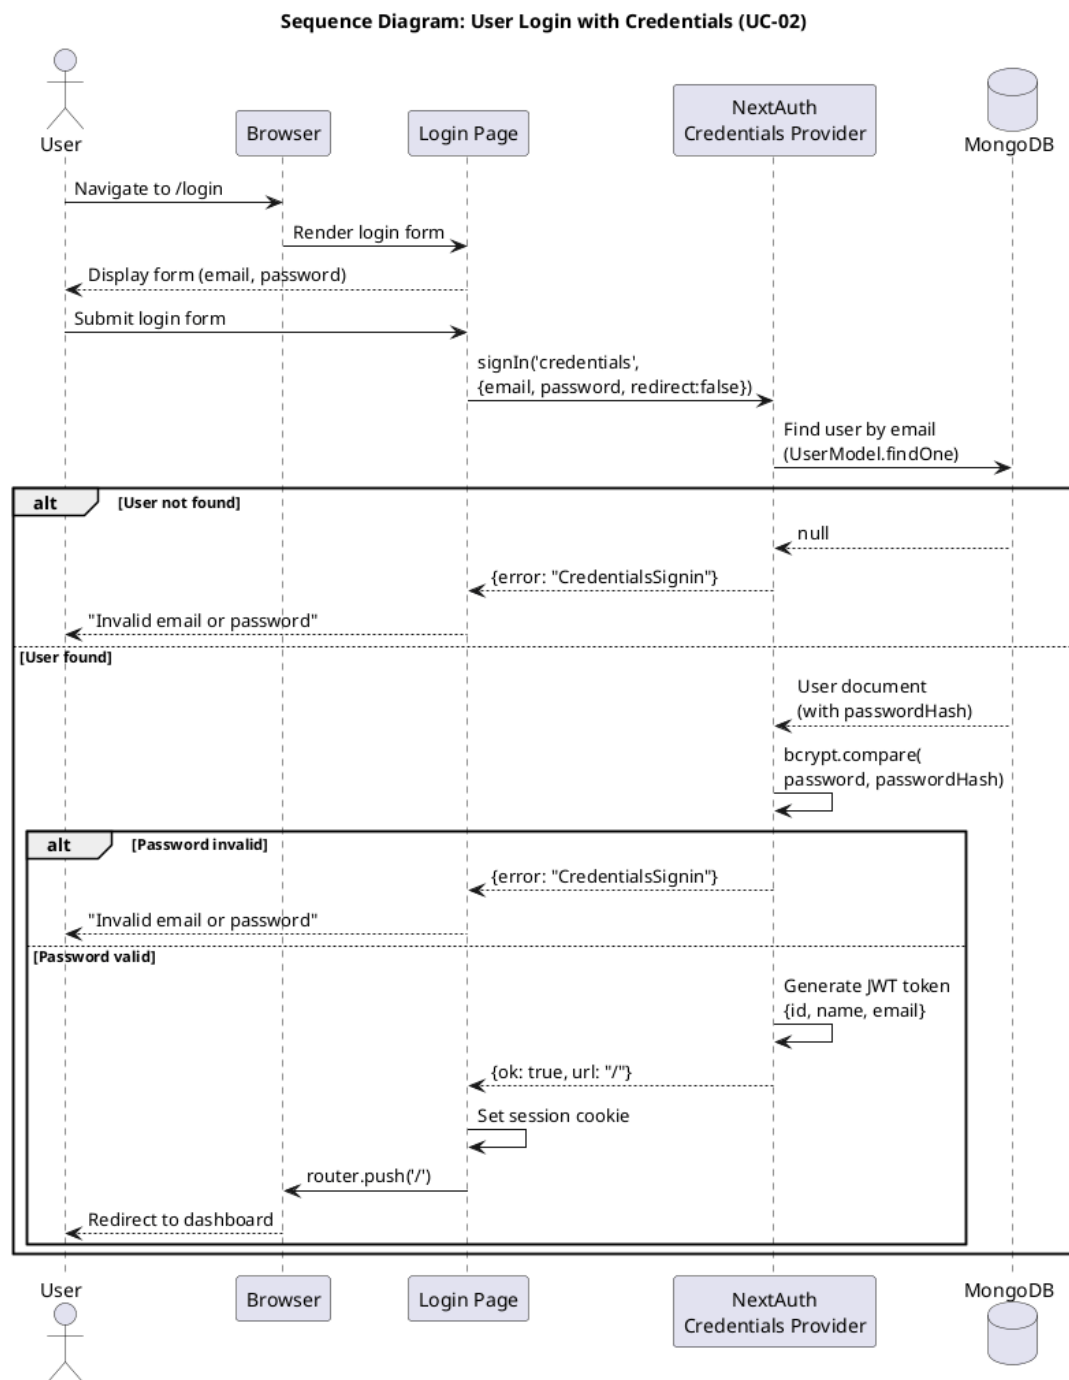 Sequence Diagram: User Login with Credentials (UC-02)
User
Browser
Login Page
NextAuth
Credentials Provider
MongoDB
Navigate to /login
Render login form
Display form (email, password)
Submit login form
signIn('credentials',
{email, password, redirect:false})
Find user by email
(UserModel.findOne)
alt [User not found]
null
{error: "CredentialsSignin"}
"Invalid email or password"
[User found]
User document
(with passwordHash)
bcrypt.compare(
password, passwordHash)
alt [Password invalid]
{error: "CredentialsSignin"}
"Invalid email or password"
[Password valid]
Generate JWT token
{id, name, email}
{ok: true, url: "/"}
Set session cookie
router.push('/')
Redirect to dashboard
User
Browser
Login Page
NextAuth
Credentials Provider
MongoDB